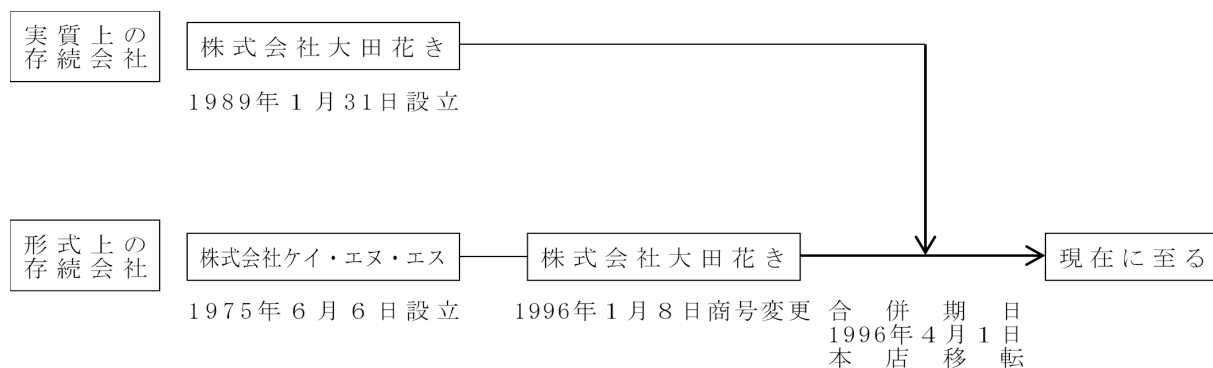 実質上の
存続会社
株式会社大田花き
1989年1月31日設立
形式上の
存続会社
株式会社ケイ・エヌ・エス
株式会社大田花き
現在に至る
1975年6月6日設立
1996年1月8日商号変更
合併期日
1996年4月1日
本店移転